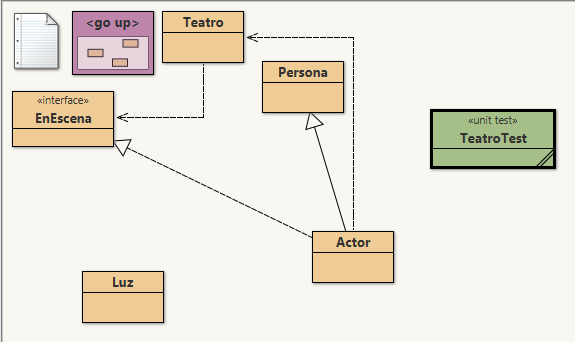 <go up>
Teatro
Persona
«interface»
EnEscena
«unit test»
TeatroTest
Actor
Luz